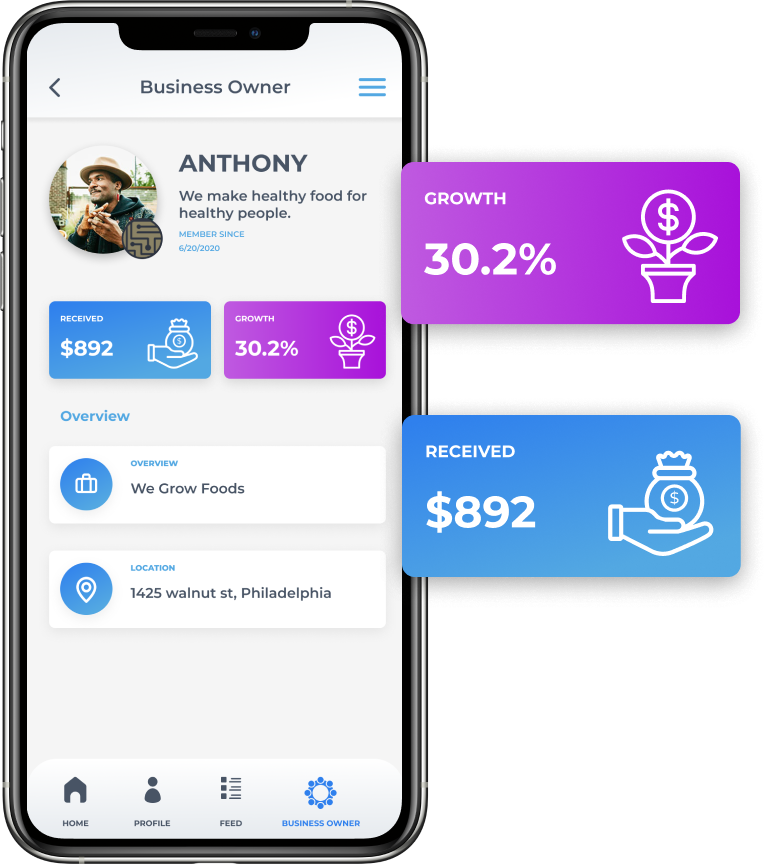 Business Owner
ANTHONY
We make healthy food for
healthy people.
MEMBER SINCE
6/20/2020
RECEIVED
$892
GROWTH
30.2%
Overview
OVERVIEW
We Grow Foods
LOCATION
1425 walnut st, Philadelphia
HOME
PROFILE
FEED
BUSINESS OWNER
GROWTH
30.2%
RECEIVED
$892